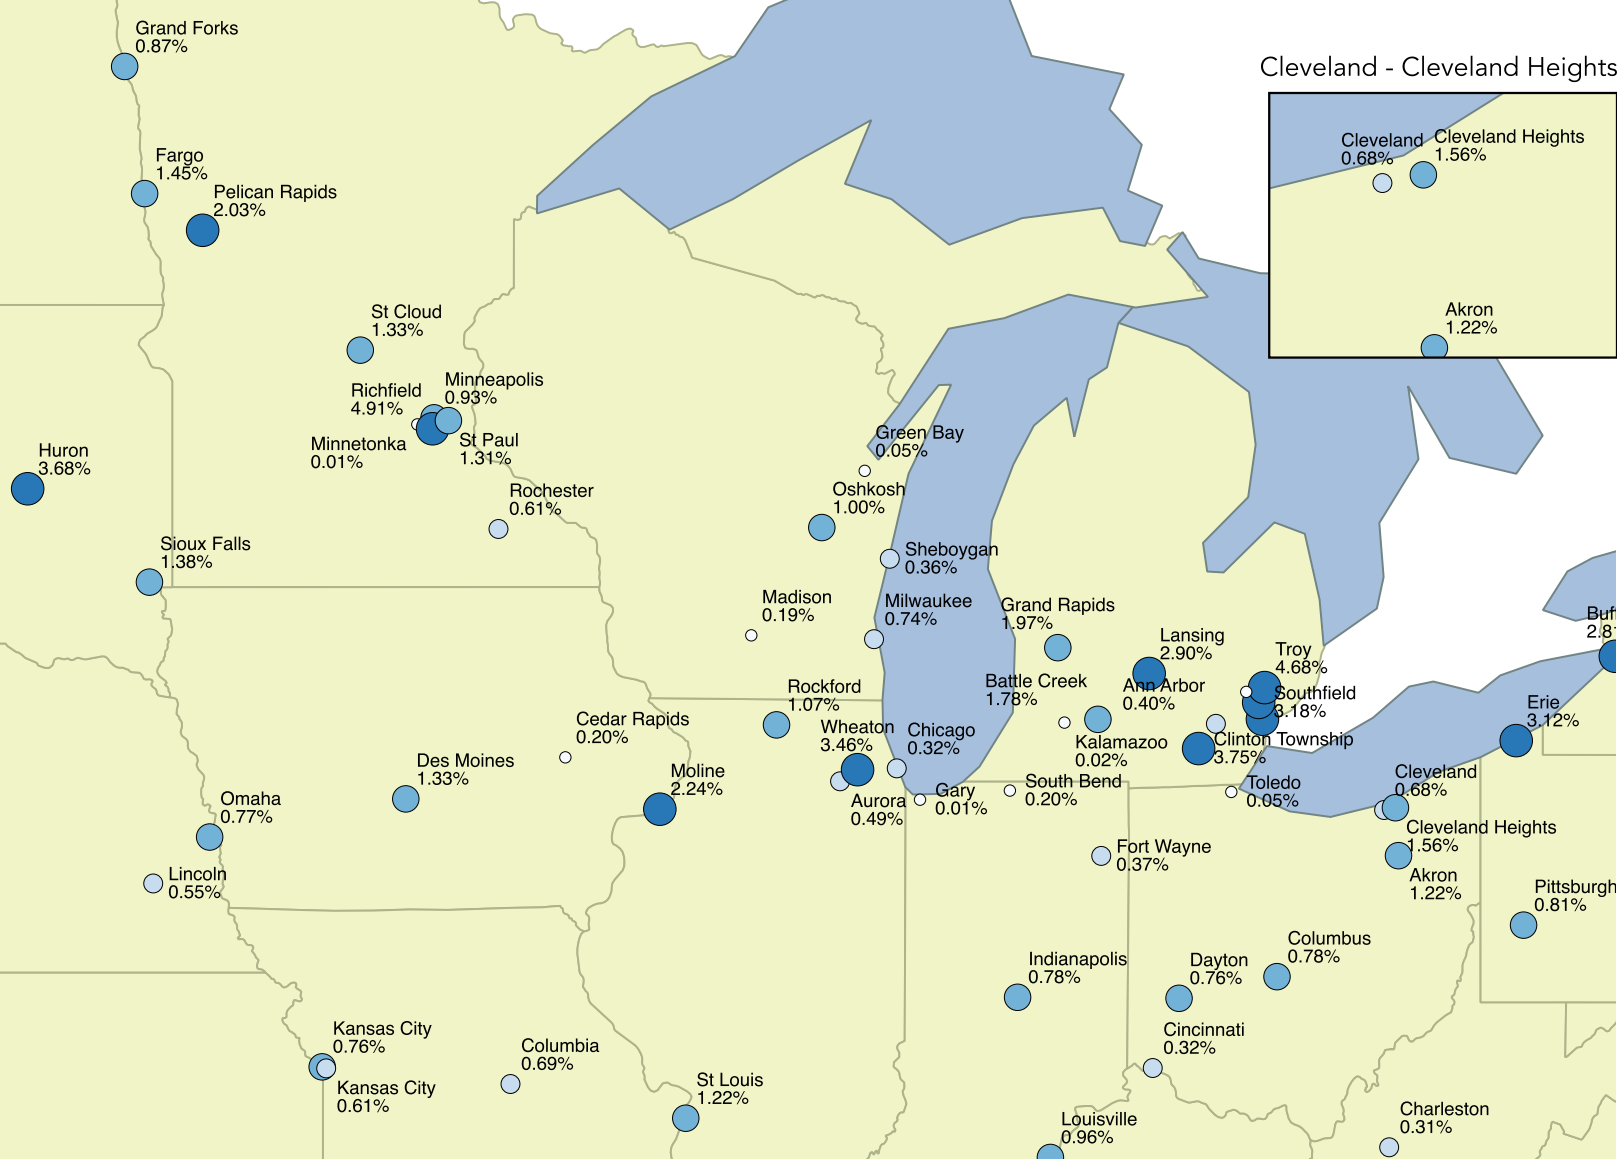 Grand Forks
0.87%
Cleveland - Cleveland Heights
Cleveland
0.68%
Cleveland Heights
1.56%
Fargo
1.45%
Pelican Rapids
2.03%
St Cloud
1.33%
Akron
1.22%
Minneapolis
0.93%
Richfield
4.91%
Minnetonka
0.01%
St Paul
1.31%
Green Bay
0.05%
Huron
3.68%
Rochester
0.61%
Oshkosh
1.00%
Sioux Falls
1.38%
Sheboygan
0.36%
Madison
0.19%
Milwaukee
0.74%
Grand Rapids
1.97%
Lansing
2.90%
Troy
4.68%
Buf
2.8
Battle Creek
1.78%
Ann Arbor
0.40%
Southfield
3.18%
Rockford
1.07%
Erie
3.12%
Cedar Rapids
0.20%
Wheaton
3.46%
Chicago
0.32%
Kalamazoo
0.02%
Clinton Township
3.75%
Des Moines
1.33%
Moline
2.24%
Aurora
0.49%
Gary
0.01%
South Bend
0.20%
Toledo
0.05%
Cleveland
0.68%
Omaha
0.77%
Cleveland Heights
1.56%
Fort Wayne
0.37%
Lincoln
0.55%
Akron
1.22%
Pittsburgh
0.81%
Indianapolis
0.78%
Dayton
0.76%
Columbus
0.78%
Kansas City
0.76%
Kansas City
0.61%
Columbia
0.69%
Cincinnati
0.32%
St Louis
1.22%
Louisville
0.96%
Charleston
0.31%